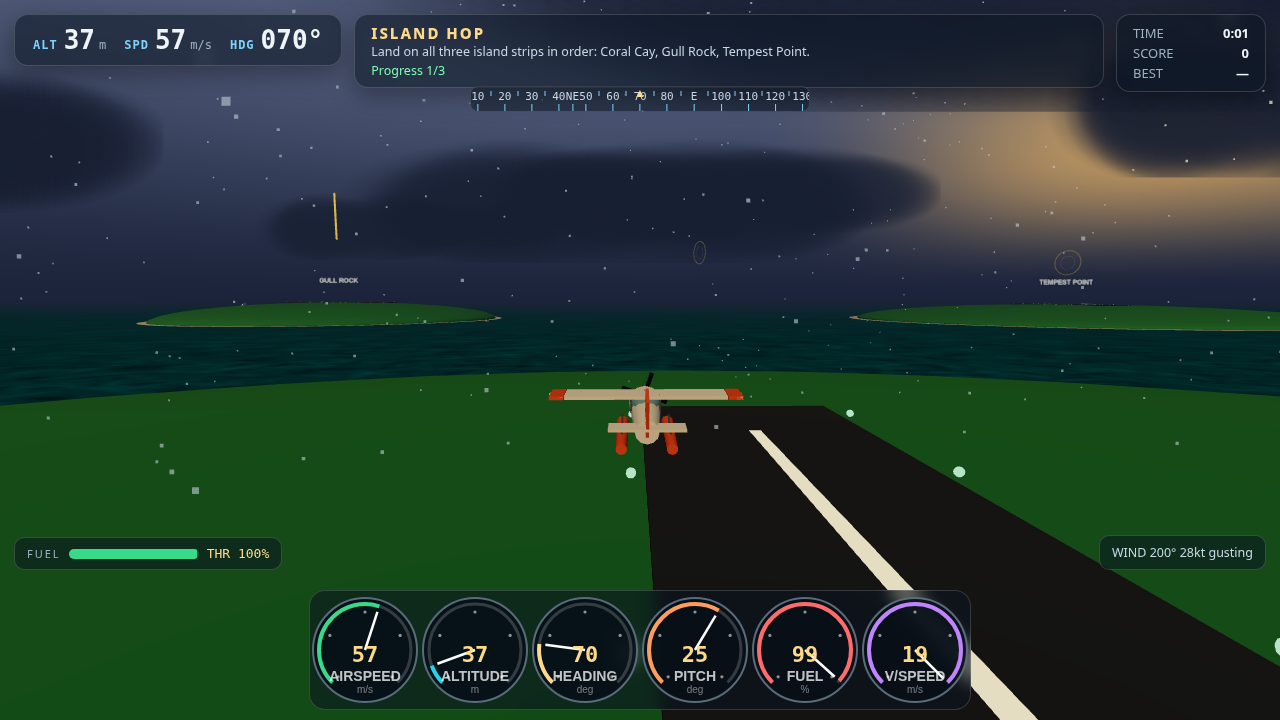 ALT 37 m SPD 57 m/s HDG 070°
ISLAND HOP
Land on all three island strips in order: Coral Cay, Gull Rock, Tempest Point.
Progress 1/3
TIME 0:01
SCORE 0
BEST —
10 20 30 40 NE 50 60 70 80 E 100 110 120 130
GULL ROCK
TEMPEST POINT
FUEL THR 100%
WIND 200° 28kt gusting
57 AIRSPEED m/s
37 ALTITUDE m
70 HEADING deg
25 PITCH deg
99 FUEL %
19 V/SPEED m/s